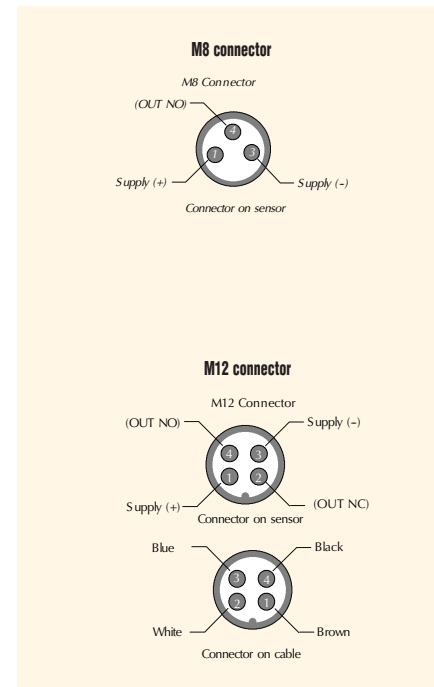 M8 connector
M8 Connector
(OUT NO)
4
1 3
Supply (+) Supply (-)
Connector on sensor
M12 connector
M12 Connector
(OUT NO) Supply (-)
4 3
1 2
Supply (+) (OUT NC)
Connector on sensor
Blue Black
3 4
2 1
White Brown
Connector on cable